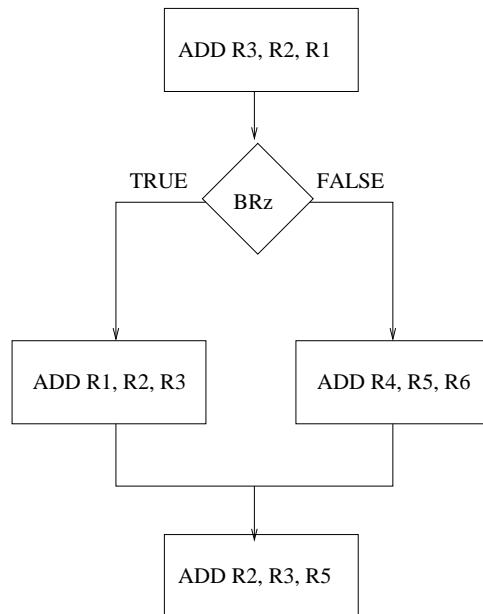 ADD R3, R2, R1
TRUE
FALSE
BRz
ADD R1, R2, R3
ADD R4, R5, R6
ADD R2, R3, R5